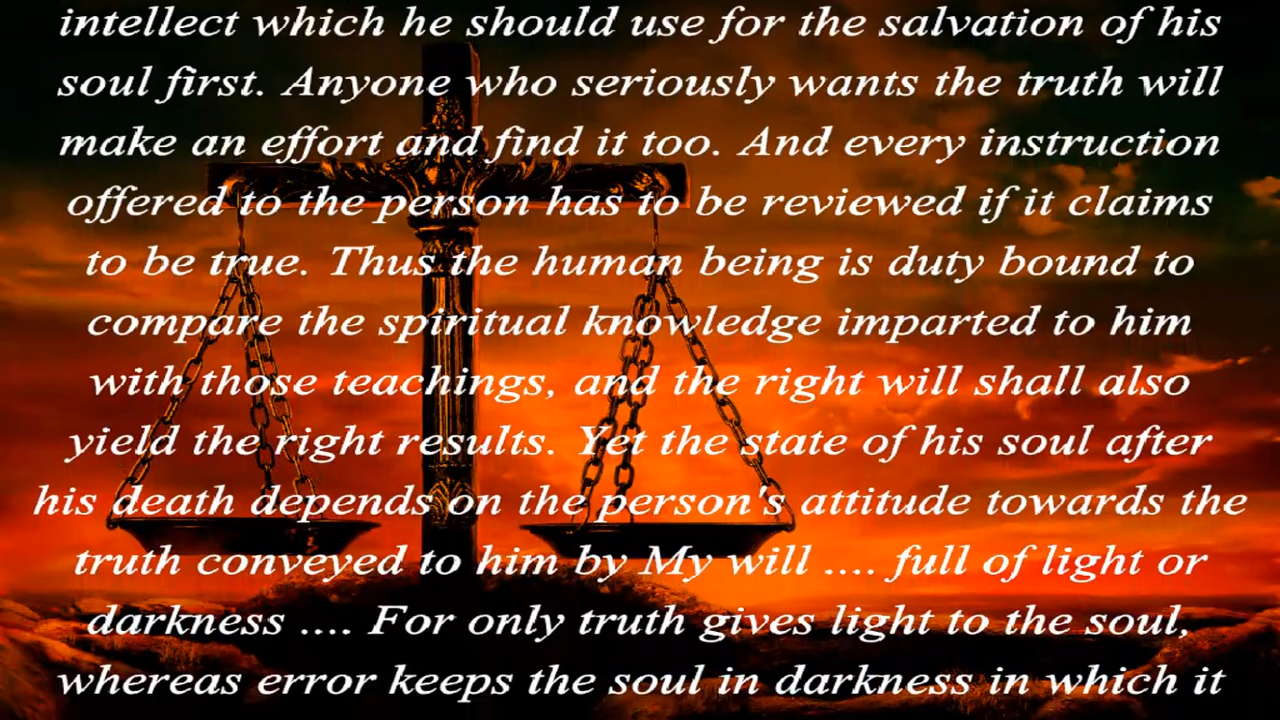 intellect which he should use for the salvation of his
soul first. Anyone who seriously wants the truth will
make an effort and find it too. And every instruction
offered to the person has to be reviewed if it claims
to be true. Thus the human being is duty bound to
compare the spiritual knowledge imparted to him
with those teachings, and the right will shall also
yield the right results. Yet the state of his soul after
his death depends on the person's attitude towards the
truth conveyed to him by My will .... full of light or
darkness .... For only truth gives light to the soul,
whereas error keeps the soul in darkness in which it